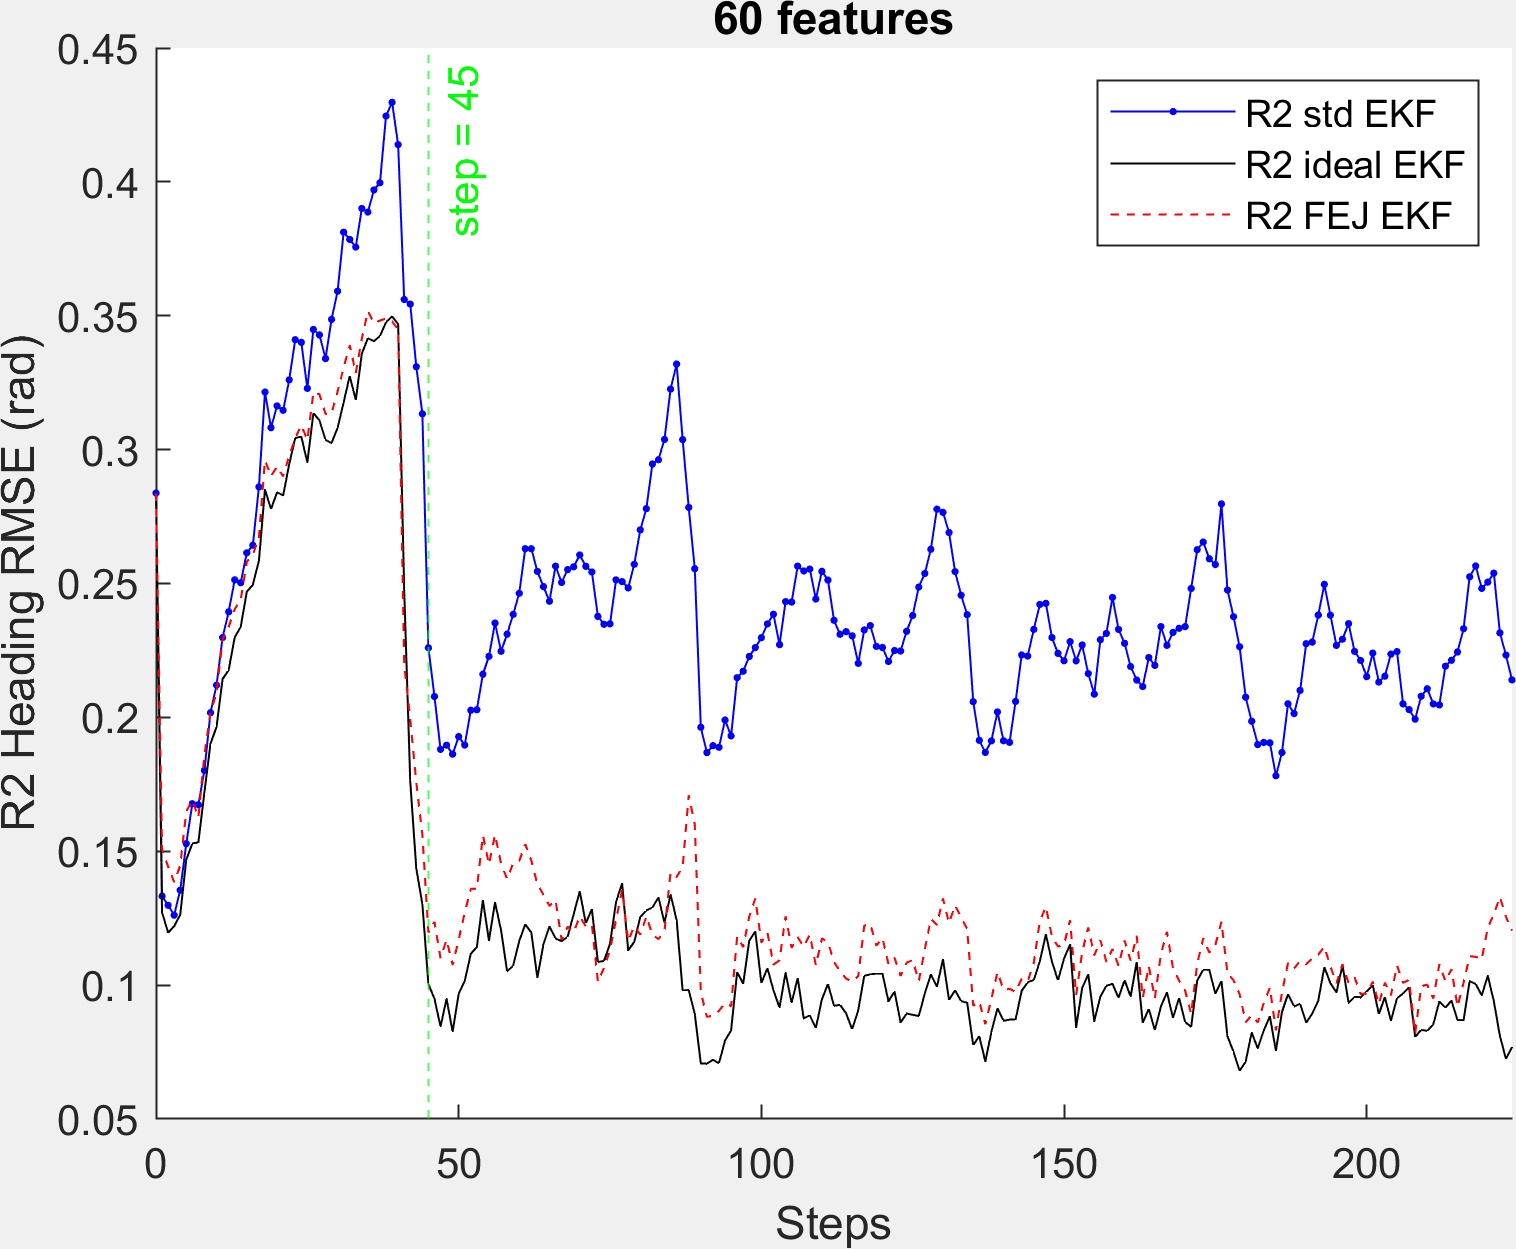 60 features
0.45
0.4
0.35
0.3
0.25
0.2
0.15
0.1
0.05
R2 Heading RMSE (rad)
step = 45
R2 std EKF
R2 ideal EKF
R2 FEJ EKF
0 50 100 150 200
Steps